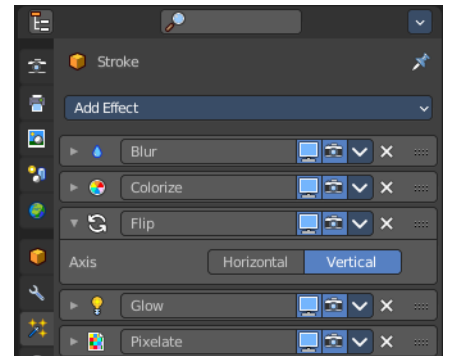 Stroke
Add Effect
Blur
Colorize
Flip
Axis Horizontal Vertical
Glow
Pixelate